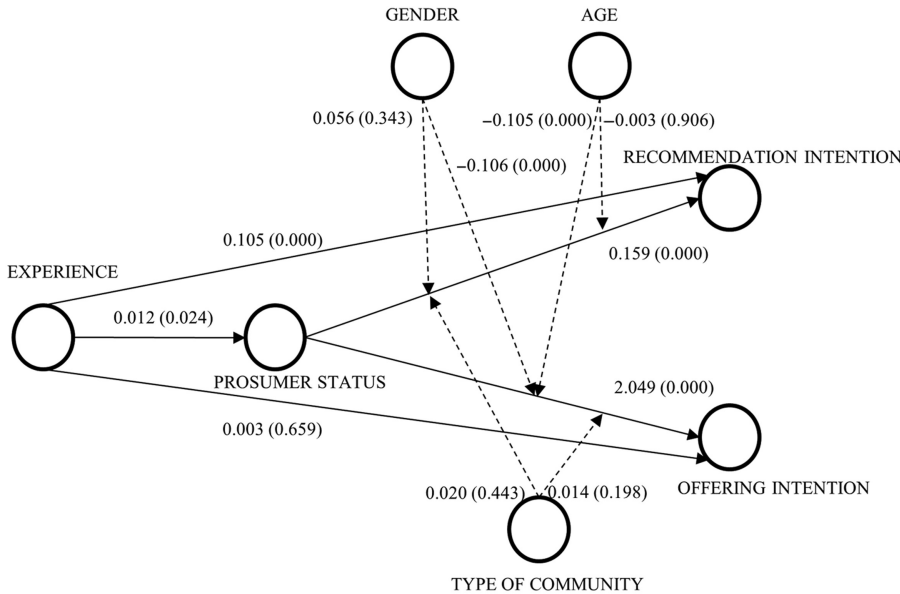 GENDER
AGE
0.056 (0.343)
−0.105 (0.000)
−0.003 (0.906)
−0.106 (0.000)
RECOMMENDATION INTENTION
0.105 (0.000)
0.159 (0.000)
EXPERIENCE
0.012 (0.024)
PROSUMER STATUS
2.049 (0.000)
0.003 (0.659)
0.020 (0.443)
0.014 (0.198)
OFFERING INTENTION
TYPE OF COMMUNITY